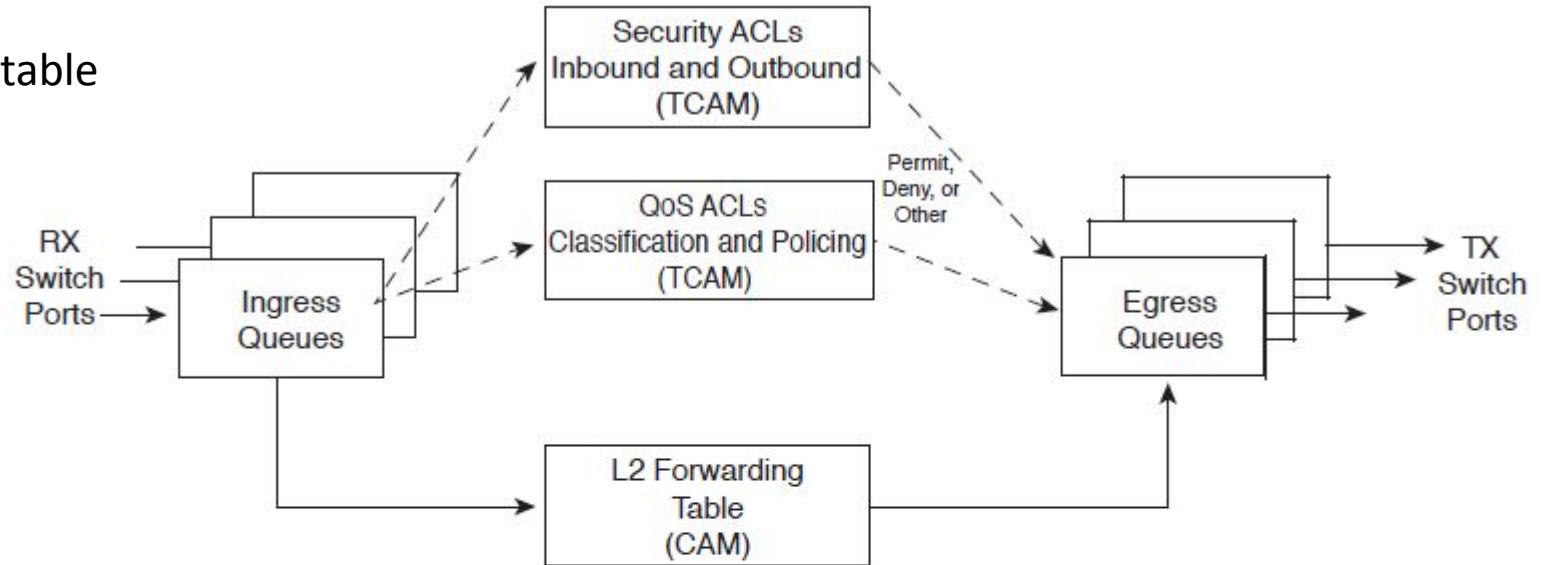 table
Security ACLs
Inbound and Outbound
(TCAM)
Permit,
Deny, or
Other
QoS ACLs
Classification and Policing
(TCAM)
RX
Switch
Ports
Ingress
Queues
Egress
Queues
TX
Switch
Ports
L2 Forwarding
Table
(CAM)